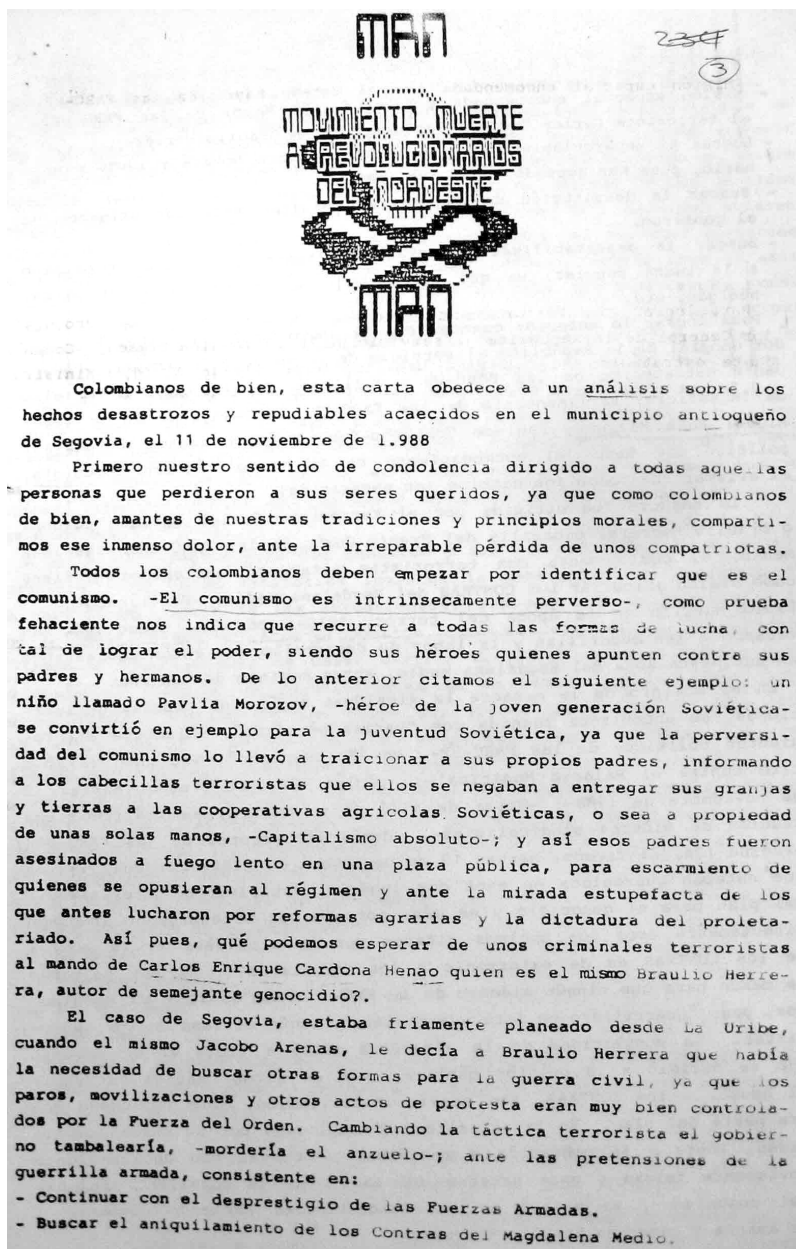 MAN
3
MOVIMIENTO MUERTE
A REVOLUCIONARIOS
DEL NORDESTE
MAN
Colombianos de bien, esta carta obedece a un análisis sobre los
hechos desastrozos y repudiables acaecidos en el municipio antioqueño
de Segovia, el 11 de noviembre de 1.988
Primero nuestro sentido de condolencia dirigido a todas aquellas
personas que perdieron a sus seres queridos, ya que como colombianos
de bien, amantes de nuestras tradiciones y principios morales, comparti-
mos ese inmenso dolor, ante la irreparable pérdida de unos compatriotas.
Todos los colombianos deben empezar por identificar que es el
comunismo. -El comunismo es intrinsecamente perverso-, como prueba
fehaciente nos indica que recurre a todas las formas de lucha, con
tal de lograr el poder, siendo sus héroes quienes apunten contra sus
padres y hermanos. De lo anterior citamos el siguiente ejemplo: un
niño llamado Pavlia Morozov, -héroe de la joven generación Soviética-
se convirtió en ejemplo para la juventud Soviética, ya que la perversi-
dad del comunismo lo llevó a traicionar a sus propios padres, informando
a los cabecillas terroristas que ellos se negaban a entregar sus granjas
y tierras a las cooperativas agricolas Soviéticas, o sea a propiedad
de unas solas manos, -Capitalismo absoluto-; y así esos padres fueron
asesinados a fuego lento en una plaza pública, para escarmiento de
quienes se opusieran al régimen y ante la mirada estupefacta de los
que antes lucharon por reformas agrarias y la dictadura del proleta-
riado. Así pues, qué podemos esperar de unos criminales terroristas
al mando de Carlos Enrique Cardona Henao quien es el mismo Braulio Herre-
ra, autor de semejante genocidio?.
El caso de Segovia, estaba friamente planeado desde La Uribe,
cuando el mismo Jacobo Arenas, le decía a Braulio Herrera que había
la necesidad de buscar otras formas para la guerra civil, ya que los
paros, movilizaciones y otros actos de protesta eran muy bien controla-
dos por la Fuerza del Orden. Cambiando la táctica terrorista el gobier-
no tambalearía, -mordería el anzuelo-; ante las pretensiones de la
guerrilla armada, consistente en:
- Continuar con el desprestigio de las Fuerzas Armadas.
- Buscar el aniquilamiento de los Contras del Magdalena Medio.